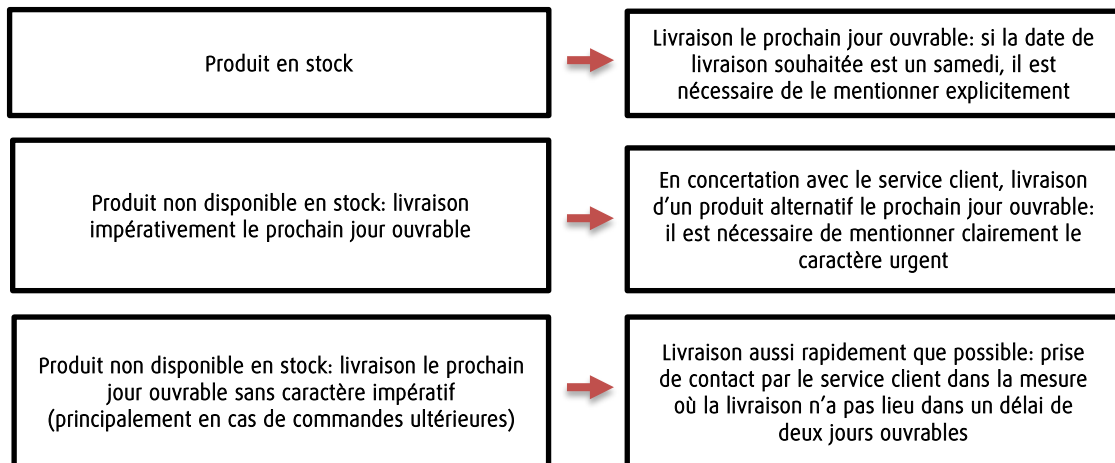 Produit en stock
Livraison le prochain jour ouvrable: si la date de
livraison souhaitée est un samedi, il est
nécessaire de le mentionner explicitement
Produit non disponible en stock: livraison
impérativement le prochain jour ouvrable
En concertation avec le service client, livraison
d’un produit alternatif le prochain jour ouvrable:
il est nécessaire de mentionner clairement le
caractère urgent
Produit non disponible en stock: livraison le prochain
jour ouvrable sans caractère impératif
(principalement en cas de commandes ultérieures)
Livraison aussi rapidement que possible: prise
de contact par le service client dans la mesure
où la livraison n’a pas lieu dans un délai de
deux jours ouvrables